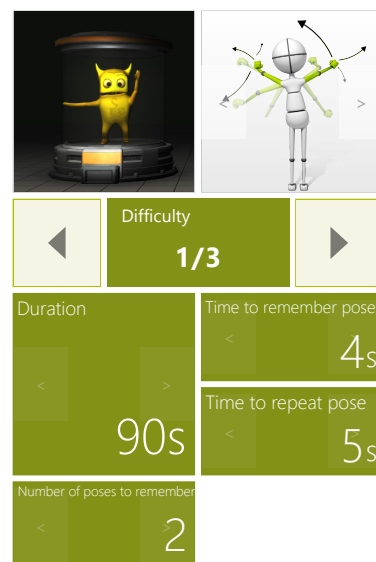 Difficulty
1/3
Duration
90s
Time to remember pose
4s
Time to repeat pose
5s
Number of poses to remember
2